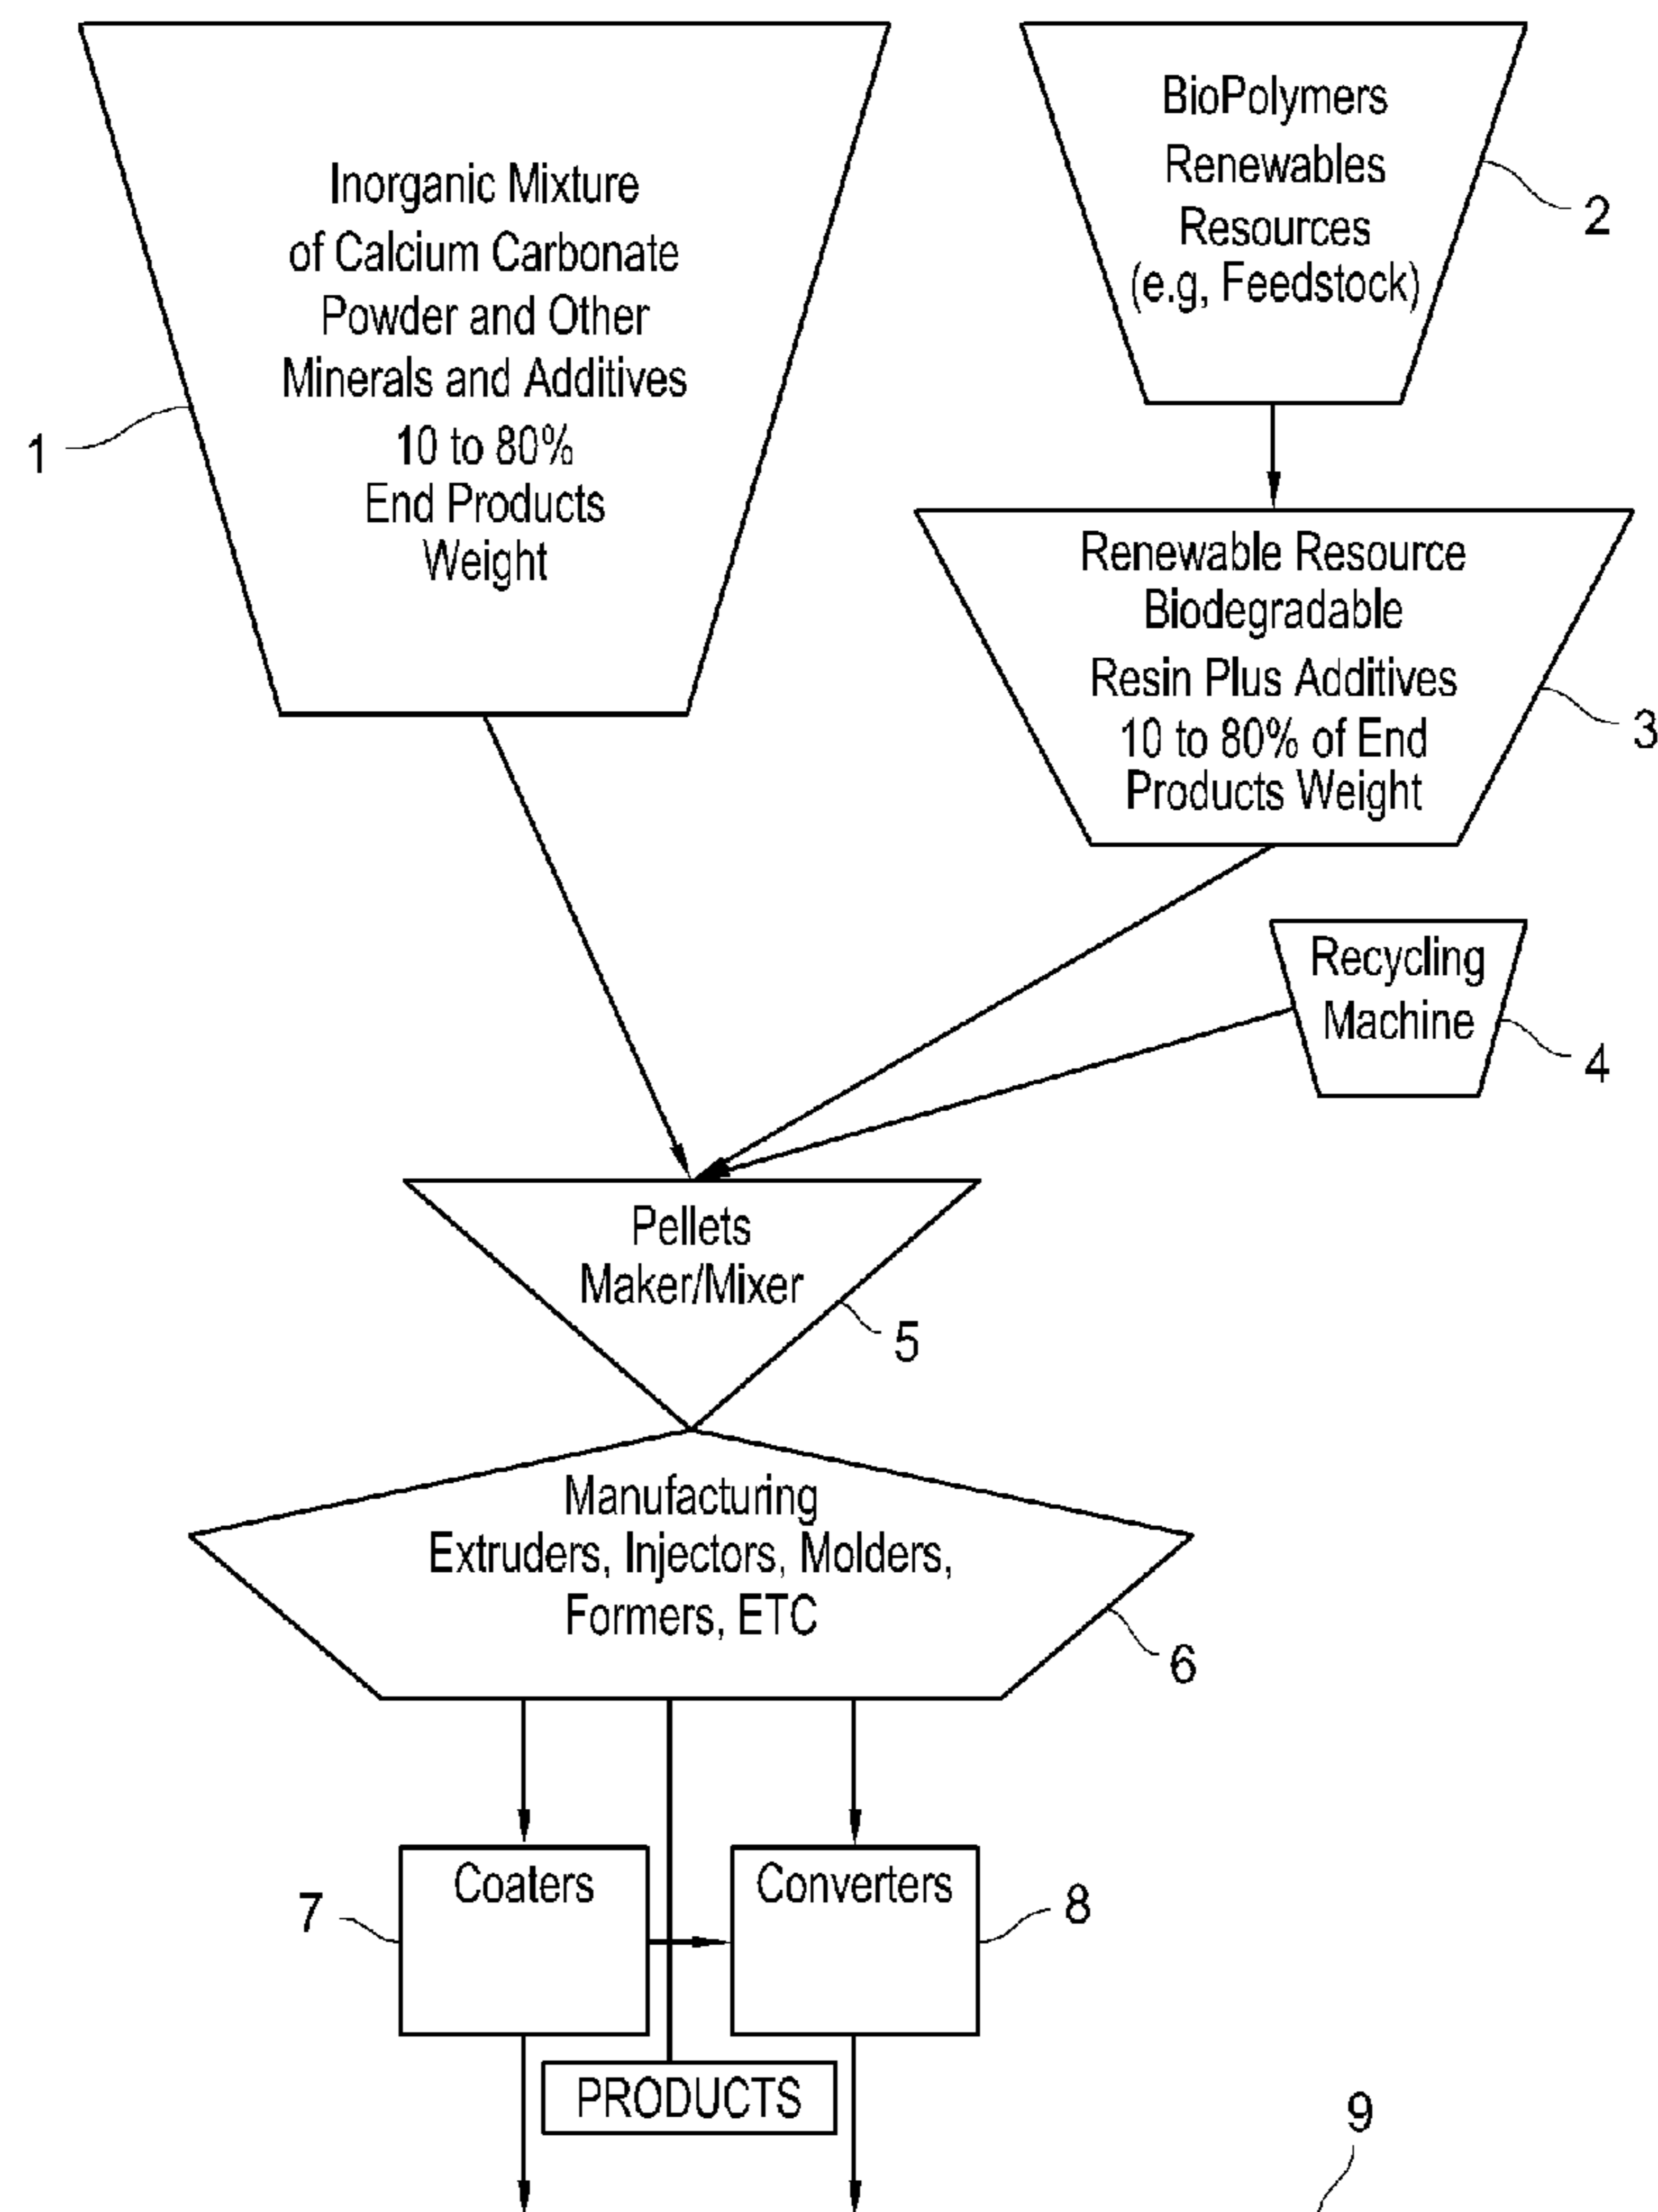 Inorganic Mixture
of Calcium Carbonate
Powder and Other
Minerals and Additives
10 to 80%
End Products
Weight
1
BioPolymers
Renewables
Resources
(e.g, Feedstock)
2
Renewable Resource
Biodegradable
Resin Plus Additives
10 to 80% of End
Products Weight
3
Recycling
Machine
4
Pellets
Maker/Mixer
5
Manufacturing
Extruders, Injectors, Molders,
Formers, ETC
6
Coaters
7
Converters
8
PRODUCTS
9